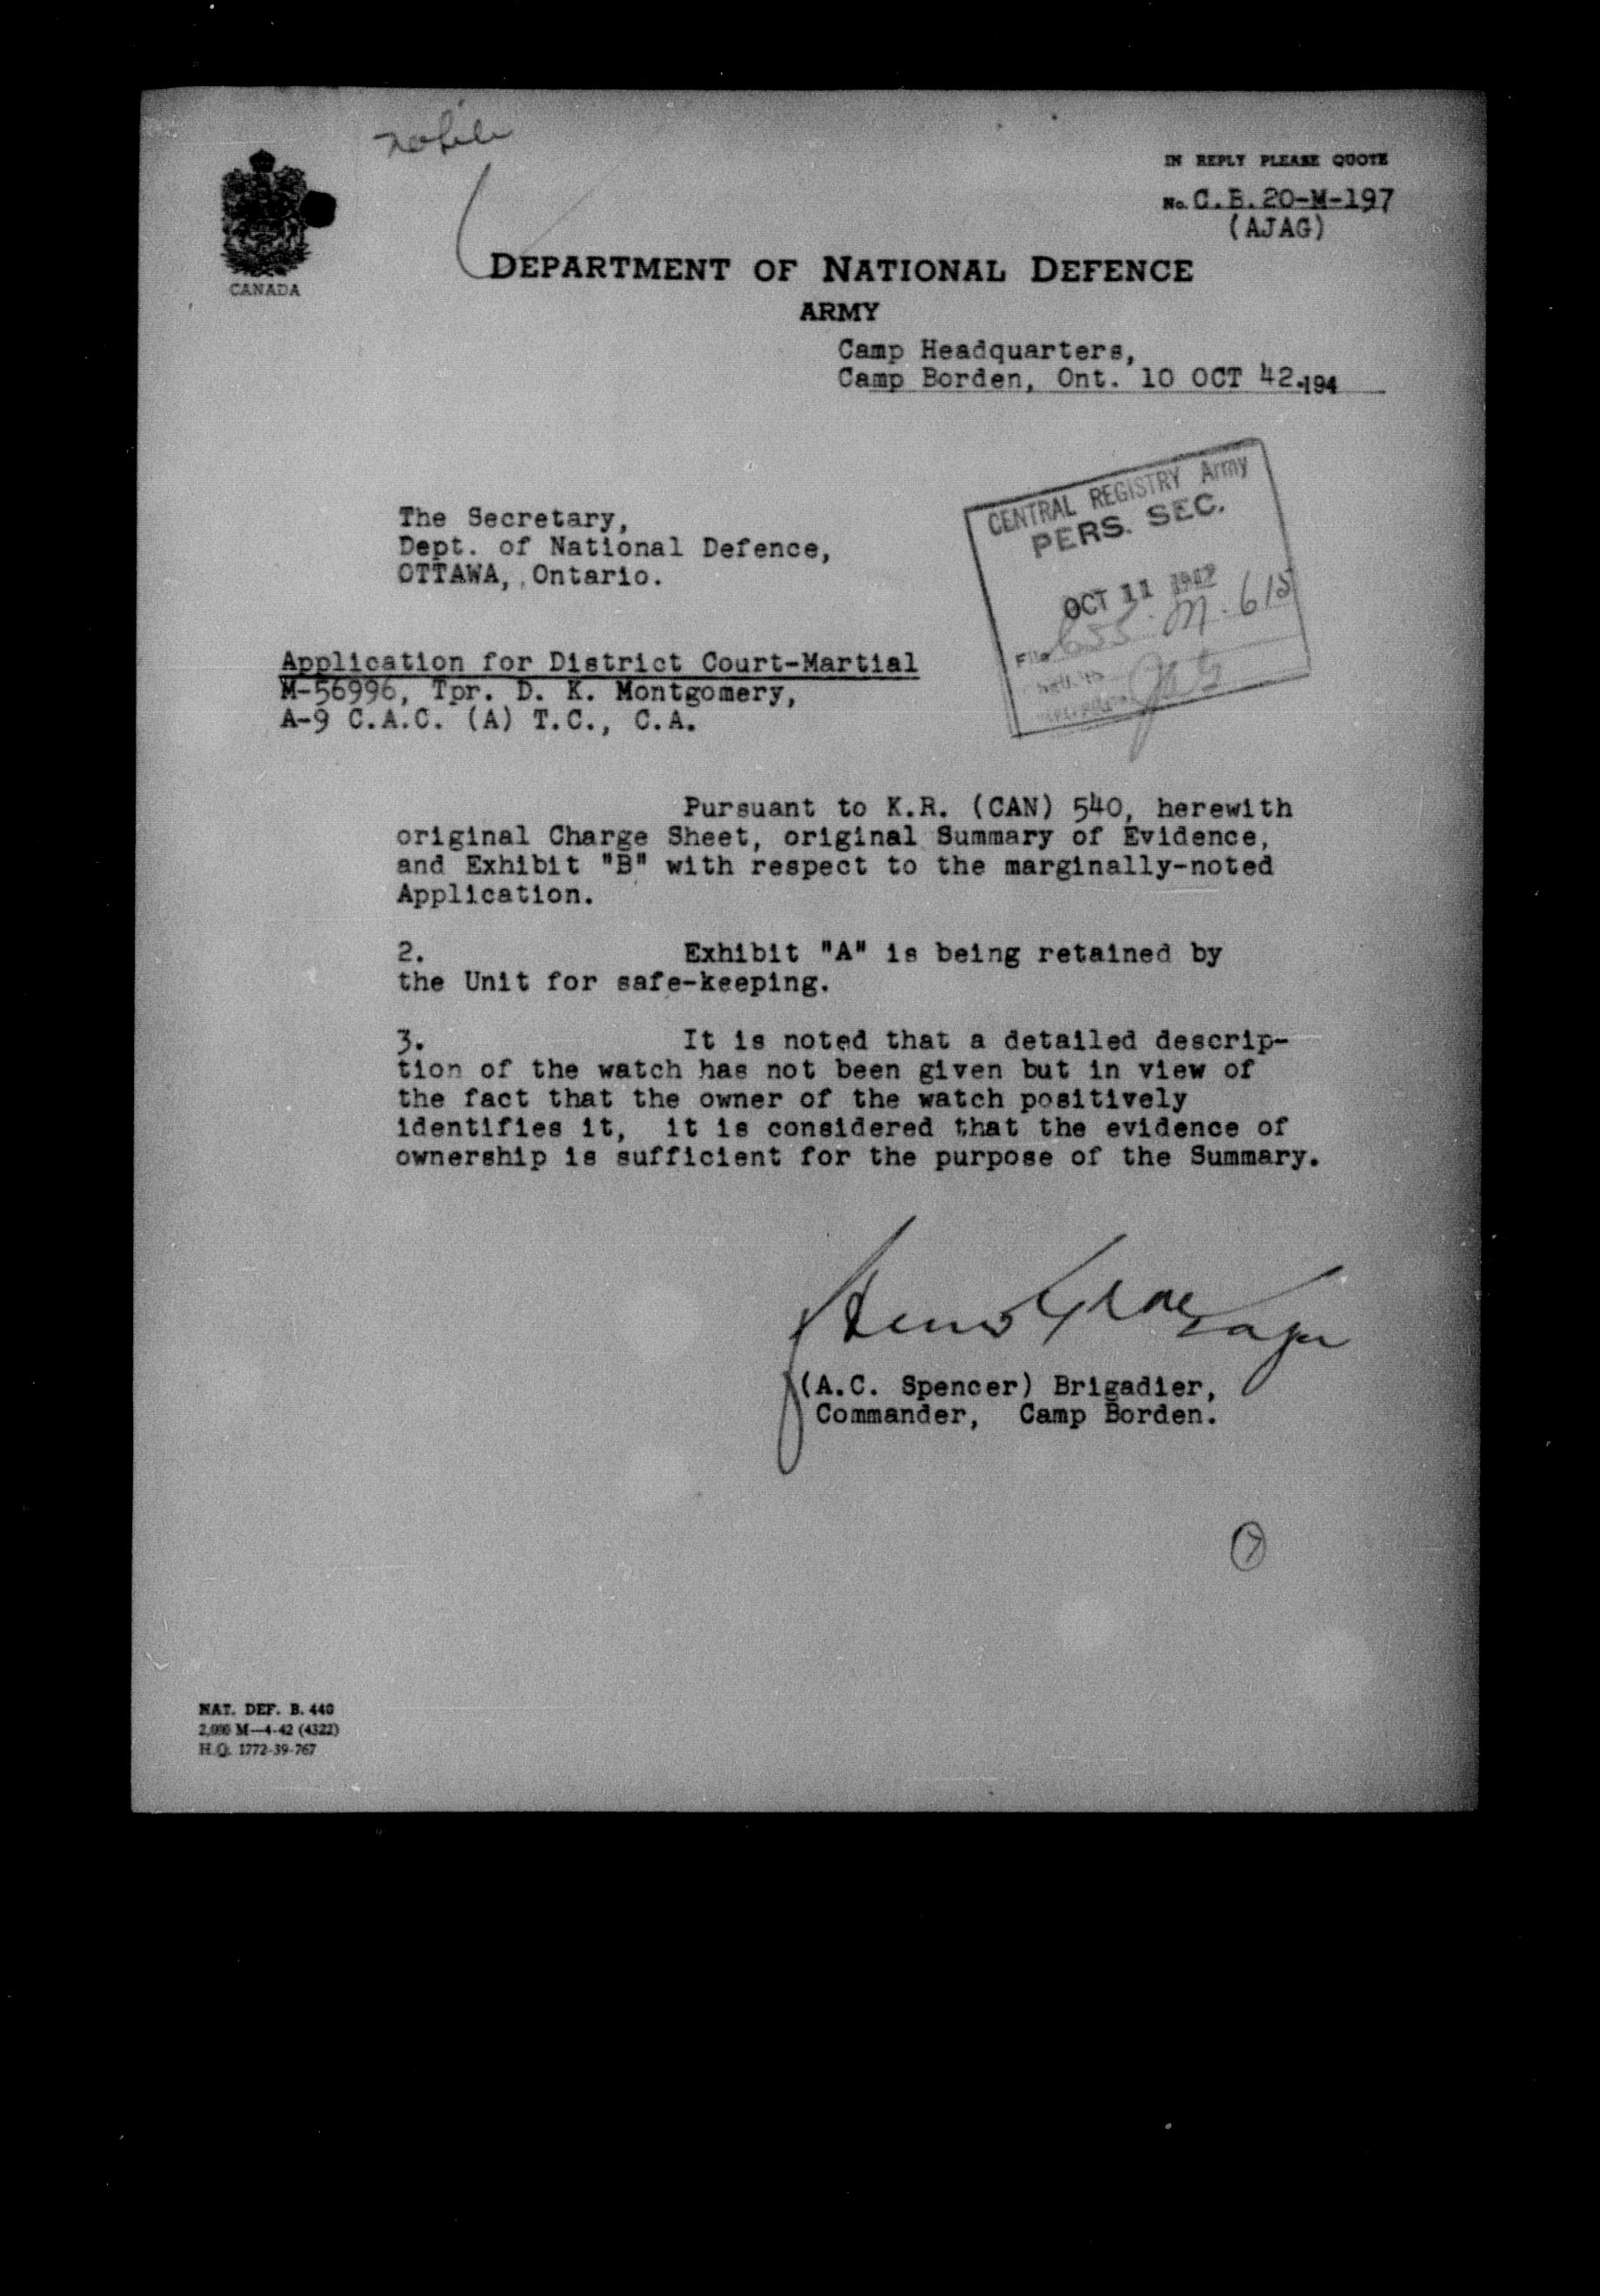 IN REPLY PLEASE QUOTE
No. C.B. 20-M-197
(AJAG)
CANADA
DEPARTMENT OF NATIONAL DEFENCE
ARMY
Camp Headquarters,
Camp Borden, Ont. 10 OCT 42.194
CENTRAL REGISTRY Army
PERS. SEC.
OCT 11 1942
File 655-M-615
The Secretary,
Dept. of National Defence,
OTTAWA, Ontario.
Application for District Court-Martial
M-56996, Tpr. D. K. Montgomery,
A-9 C.A.C. (A) T.C., C.A.
Pursuant to K.R. (CAN) 540, herewith
original Charge Sheet, original Summary of Evidence,
and Exhibit "B" with respect to the marginally-noted
Application.
2. Exhibit "A" is being retained by
the Unit for safe-keeping.
3. It is noted that a detailed descrip-
tion of the watch has not been given but in view of
the fact that the owner of the watch positively
identifies it, it is considered that the evidence of
ownership is sufficient for the purpose of the Summary.
(A.C. Spencer) Brigadier,
Commander, Camp Borden.
NAT. DEF. B. 440
M-4-42 (4322)
H.Q. 1772-39-767